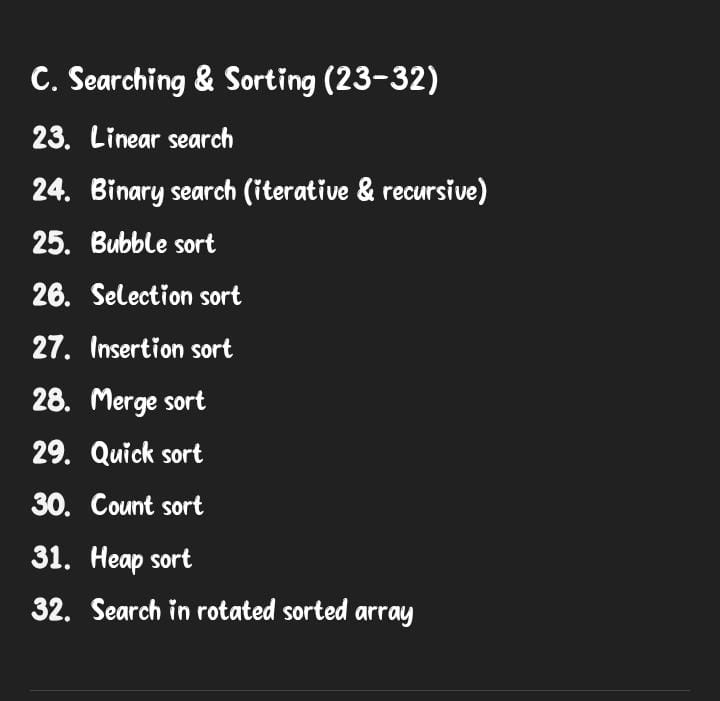 C. Searching & Sorting (23-32)
23. Linear search
24. Binary search (iterative & recursive)
25. Bubble sort
26. Selection sort
27. Insertion sort
28. Merge sort
29. Quick sort
30. Count sort
31. Heap sort
32. Search in rotated sorted array